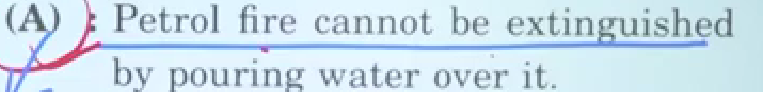 (A) : Petrol fire cannot be extinguished
by pouring water over it.